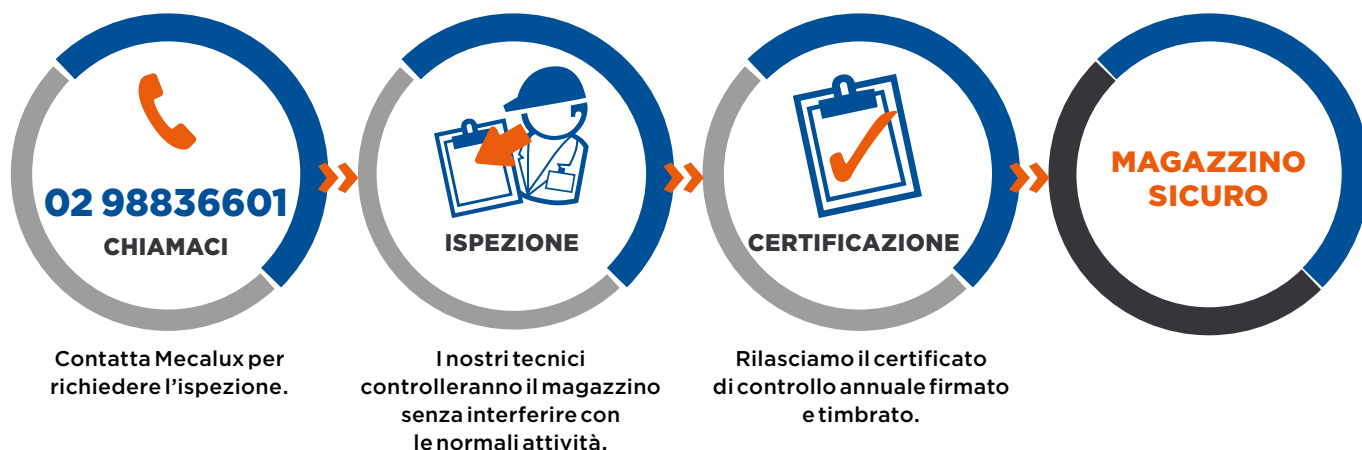 02 98836601
CHIAMACI
Contatta Mecalux per
richiedere l'ispezione.
ISPEZIONE
I nostri tecnici
controlleranno il magazzino
senza interferire con
le normali attività.
CERTIFICAZIONE
Rilasciamo il certificato
di controllo annuale firmato
e timbrato.
MAGAZZINO
SICURO